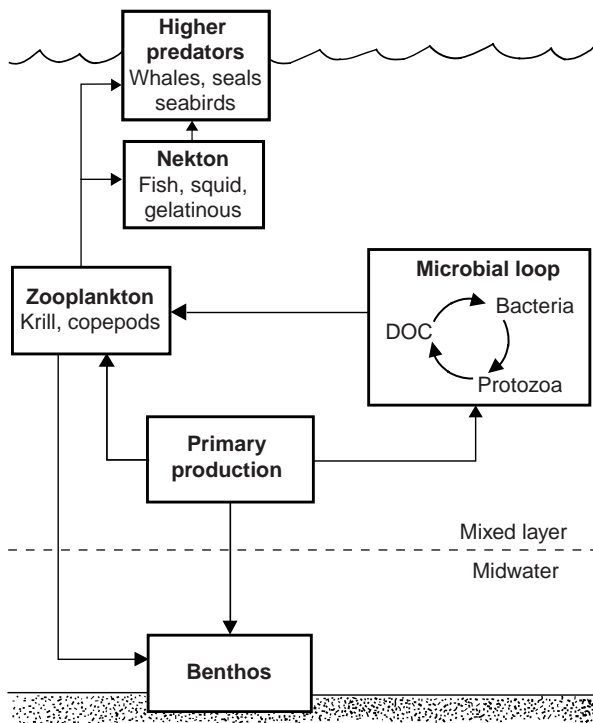 Higher
predators
Whales, seals
seabirds
Nekton
Fish, squid,
gelatinous
Zooplankton
Krill, copepods
Microbial loop
Bacteria
DOC
Protozoa
Primary
production
Mixed layer
Midwater
Benthos